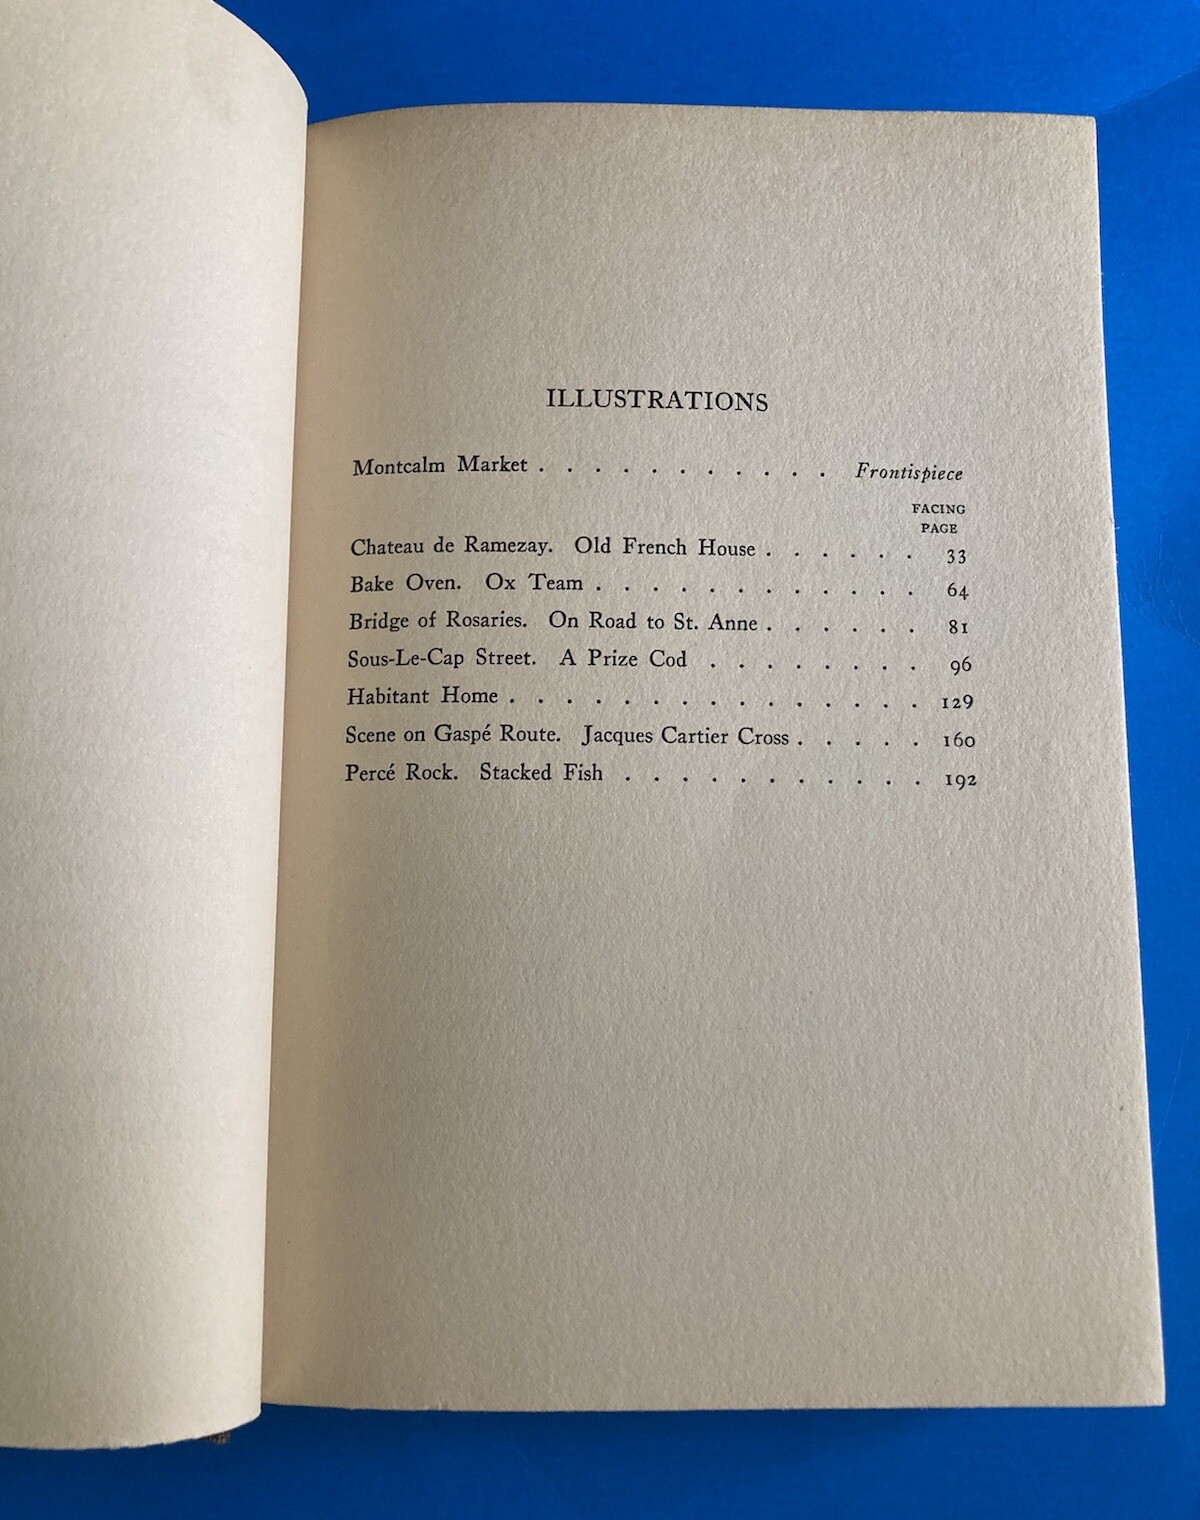 ILLUSTRATIONS
Montcalm Market . . . . . . . . . . . Frontispiece
FACING
PAGE
Chateau de Ramezay. Old French House . . . . . . 33
Bake Oven. Ox Team . . . . . . . . . . . . 64
Bridge of Rosaries. On Road to St. Anne . . . . . . 81
Sous-Le-Cap Street. A Prize Cod . . . . . . . . 96
Habitant Home . . . . . . . . . . . . . . . 129
Scene on Gaspé Route. Jacques Cartier Cross . . . . . 160
Percé Rock. Stacked Fish . . . . . . . . . . . 192